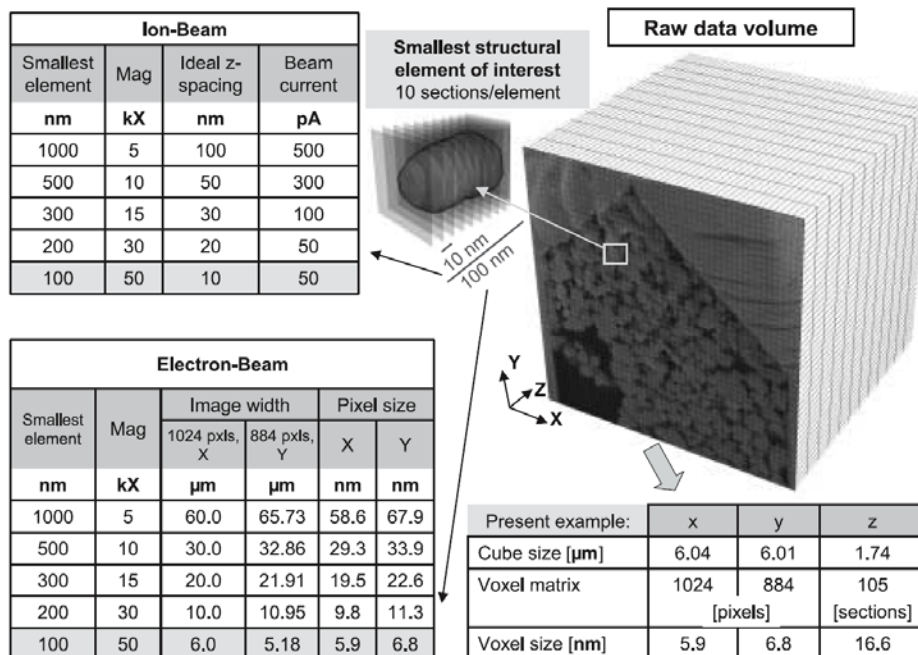 Ion-Beam
Smallest element Mag Ideal z-spacing Beam current
nm kX nm pA
1000 5 100 500
500 10 50 300
300 15 30 100
200 30 20 50
100 50 10 50
Smallest structural
element of interest
10 sections/element
10 nm
100 nm
Raw data volume
Y
Z
X
Electron-Beam
Smallest element Mag Image width Pixel size
1024 pxls, X 884 pxls, Y X Y
nm kX µm µm nm nm
1000 5 60.0 65.73 58.6 67.9
500 10 30.0 32.86 29.3 33.9
300 15 20.0 21.91 19.5 22.6
200 30 10.0 10.95 9.8 11.3
100 50 6.0 5.18 5.9 6.8
Present example: x y z
Cube size [µm] 6.04 6.01 1.74
Voxel matrix 1024 884 105
[pixels] [sections]
Voxel size [nm] 5.9 6.8 16.6